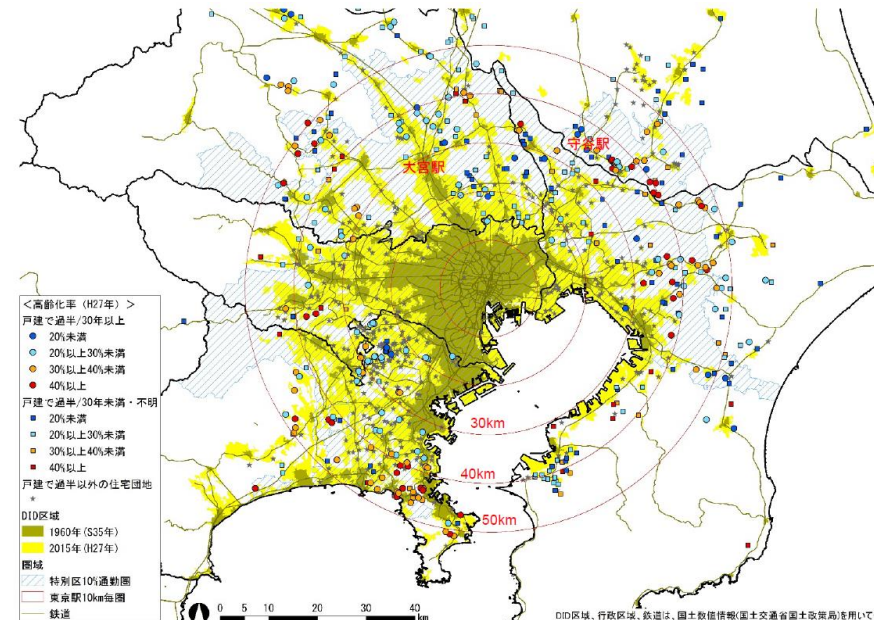 大宮駅
守谷駅
30km
40km
50km
<高齢化率（H27年）>
戸建で過半/30年以上
20%未満
20%以上30%未満
30%以上40%未満
40%以上
戸建で過半/30年未満・不明
20%未満
20%以上30%未満
30%以上40%未満
40%以上
戸建で過半以外の住宅団地
DID区域
1960年(S35年)
2015年(H27年)
圏域
特別区10%通勤圏
東京駅10km毎圏
鉄道
0 5 10 20 30 40
km
DID区域、行政区域、鉄道は、国土数値情報(国土交通省国土政策局)を用いて